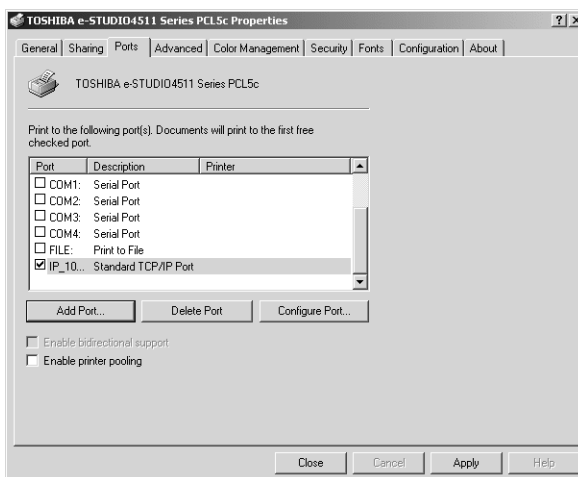 TOSHIBA e-STUDIO4511 Series PCL5c Properties
General Sharing Ports Advanced Color Management Security Fonts Configuration About
TOSHIBA e-STUDIO4511 Series PCL5c
Print to the following port(s). Documents will print to the first free
checked port.
Port Description Printer
COM1: Serial Port
COM2: Serial Port
COM3: Serial Port
COM4: Serial Port
FILE: Print to File
IP_10... Standard TCP/IP Port
Add Port... Delete Port Configure Port...
Enable bidirectional support
Enable printer pooling
Close Cancel Apply Help